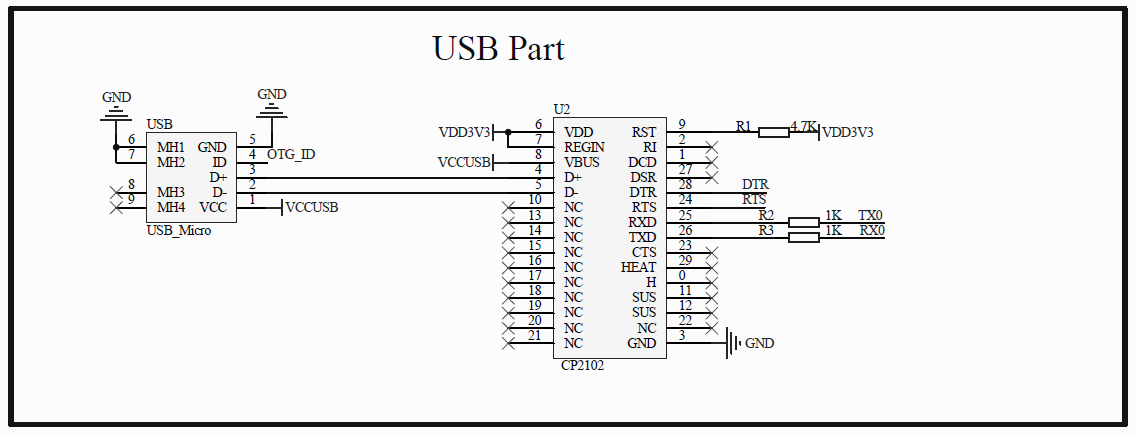 USB Part
GND
GND
USB
6 MH1 GND 5
7 MH2 ID 4 OTG_ID
D+ 3
8 MH3 D- 2
9 MH4 VCC 1 VCCUSB
USB_Micro
U2
VDD3V3 6 VDD RST 9 R1 4.7K VDD3V3
7 REGIN RI 2
VCCUSB 8 VBUS DCD 1
4 D+ DSR 27
5 D- DTR 28 DTR
10 NC RTS 24 RTS
13 NC RXD 25 R2 1K TX0
14 NC TXD 26 R3 1K RX0
15 NC CTS 23
16 NC HEAT 29
17 NC H 0
18 NC SUS 11
19 NC SUS 12
20 NC NC 22
21 NC GND 3 GND
CP2102